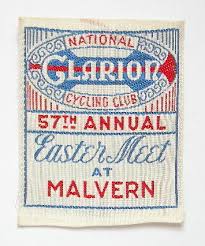 NATIONAL
CLARION
CYCLING CLUB
57TH ANNUAL
Easter Meet
AT
MALVERN